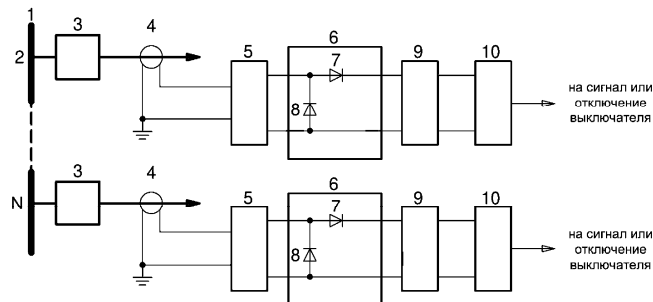 1
2
3
4
5
6
7
8
9
10
на сигнал или
отключение
выключателя
N
3
4
5
6
7
8
9
10
на сигнал или
отключение
выключателя